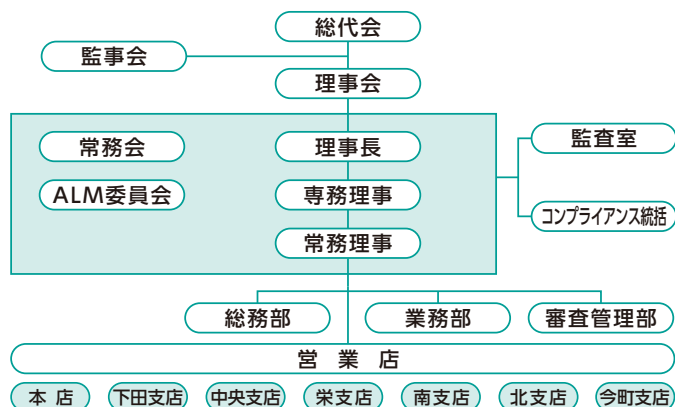 総代会
監事会
理事会
常務会
理事長
監査室
ALM委員会
専務理事
コンプライアンス統括
常務理事
総務部
業務部
審査管理部
営業店
本店
下田支店
中央支店
栄支店
南支店
北支店
今町支店